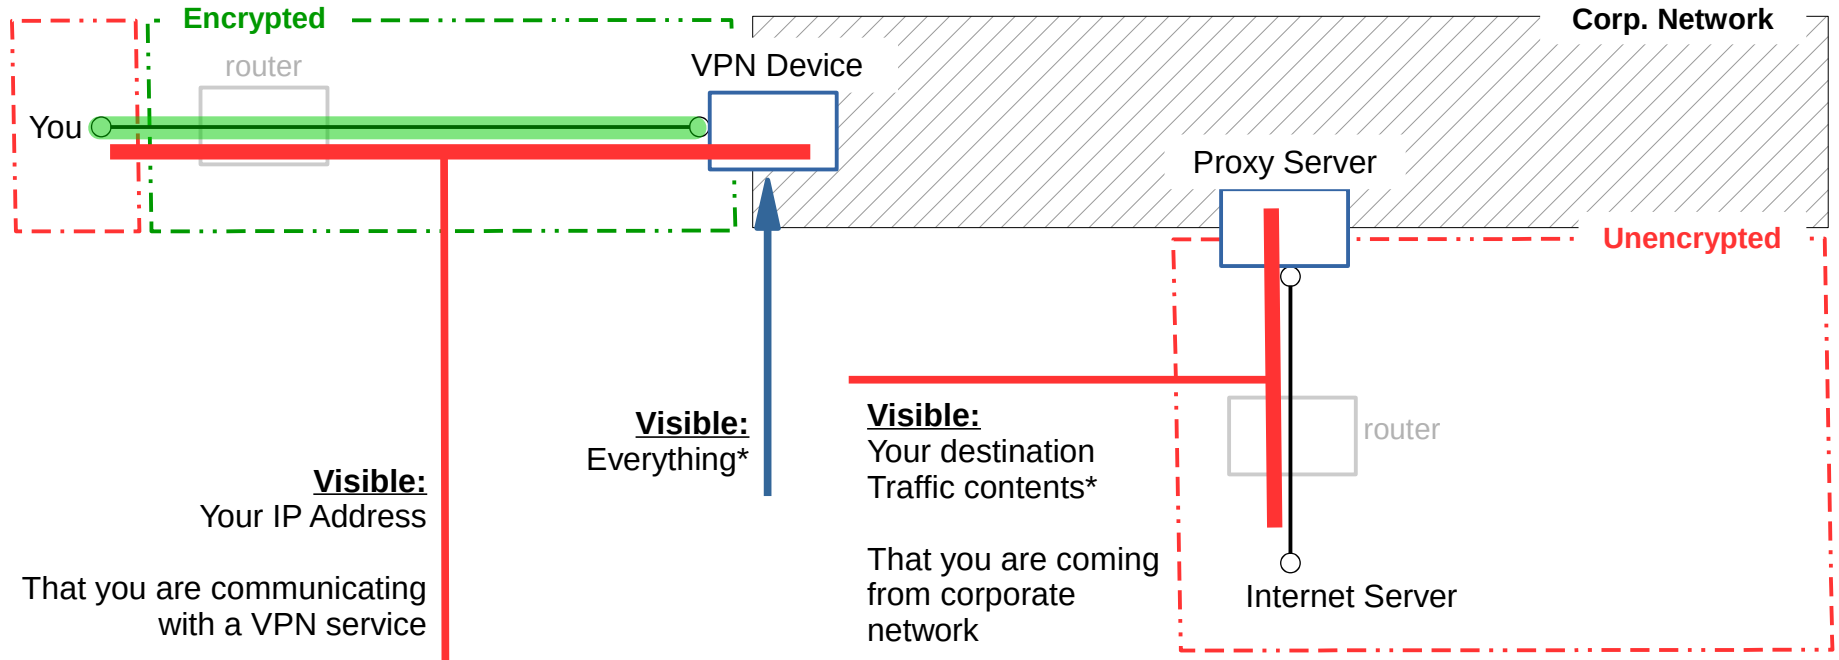 Encrypted
Corp. Network
router
VPN Device
You
Proxy Server
Unencrypted
Visible:
Everything*
Visible:
Your destination
Traffic contents*
That you are coming
from corporate
network
router
Visible:
Your IP Address
That you are communicating
with a VPN service
Internet Server